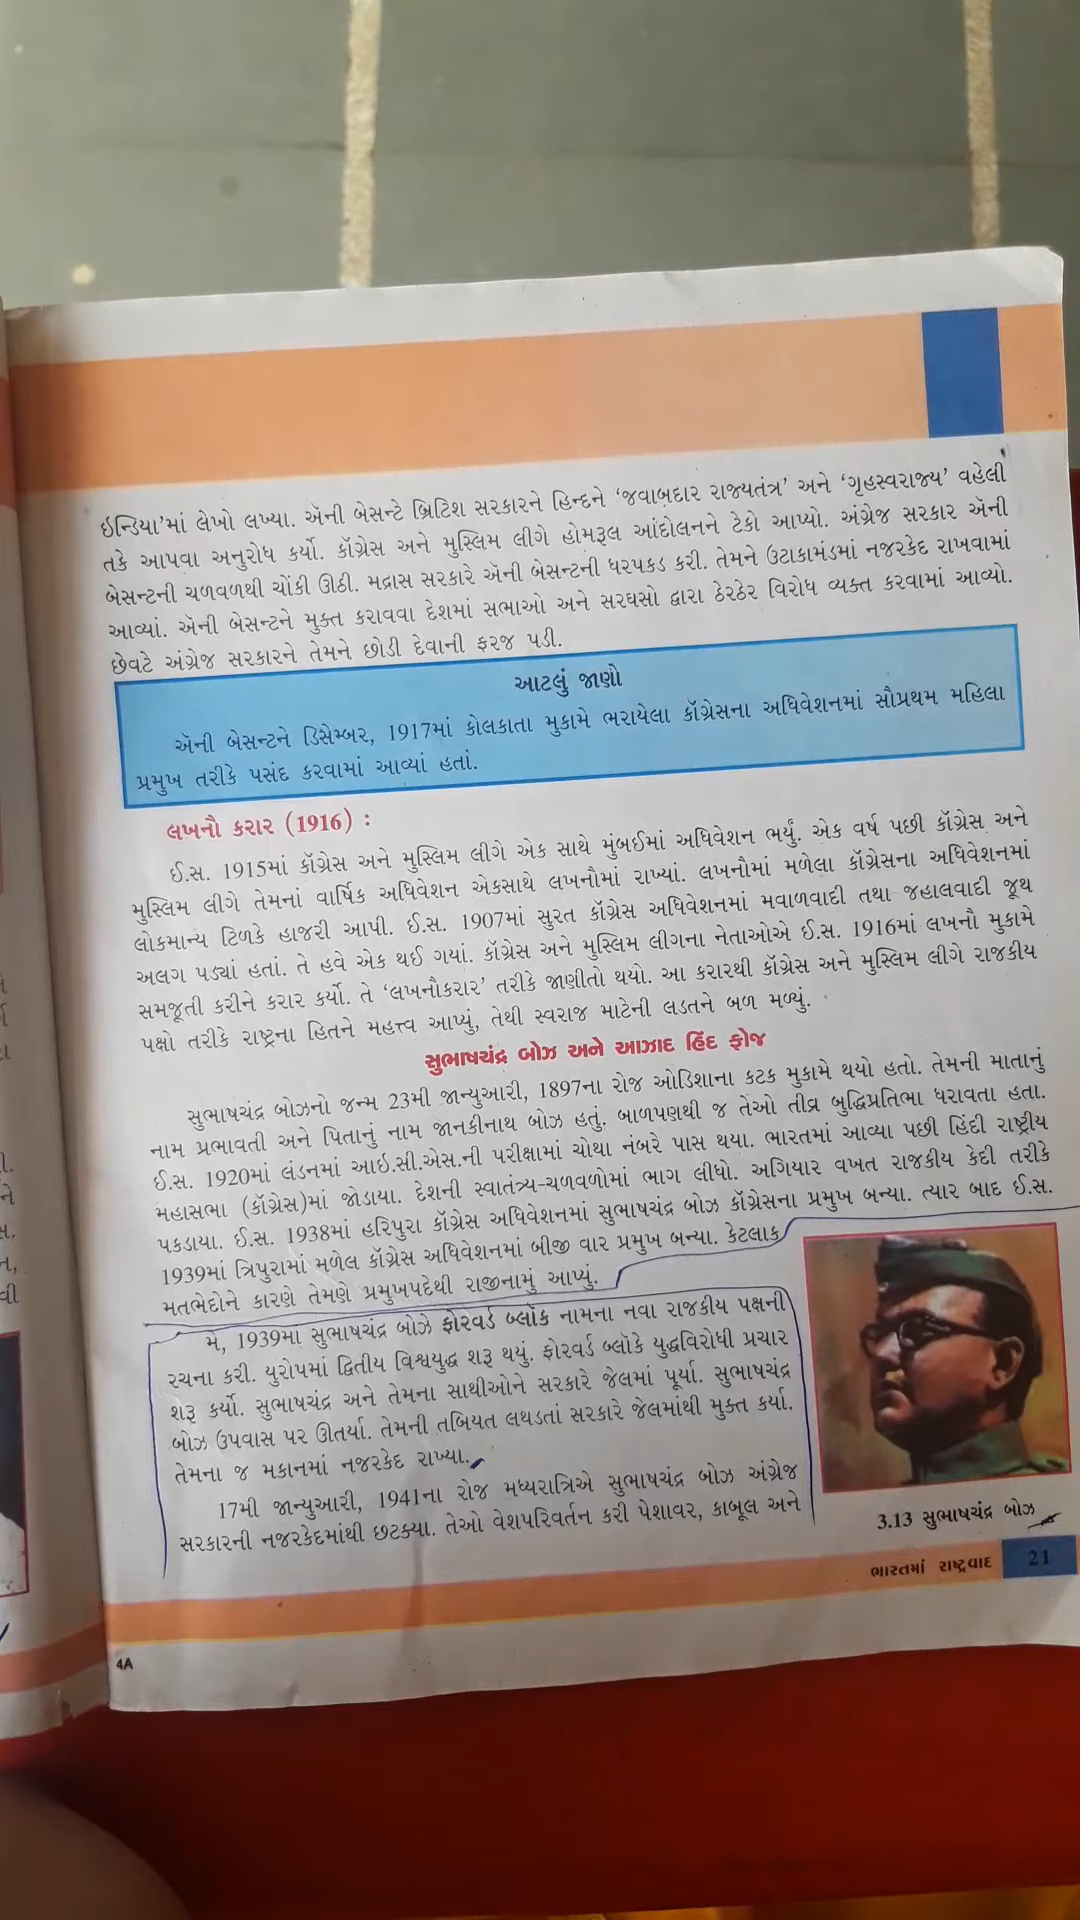 ઇન્ડિયા'માં લેખો લખ્યા. ઍની બેસન્ટે બ્રિટિશ સરકારને હિન્દને 'જવાબદાર રાજ્યતંત્ર' અને 'ગૃહસ્વરાજ્ય' વહેલી
તકે આપવા અનુરોધ કર્યો. કૉંગ્રેસ અને મુસ્લિમ લીગે હોમરૂલ આંદોલનને ટેકો આપ્યો. અંગ્રેજ સરકાર ઍની
બેસન્ટની ચળવળથી ચોંકી ઊઠી. મદ્રાસ સરકારે ઍની બેસન્ટની ધરપકડ કરી. તેમને ઉટાકામંડમાં નજરકેદ રાખવામાં
આવ્યાં. ઍની બેસન્ટને મુક્ત કરાવવા દેશમાં સભાઓ અને સરઘસો દ્વારા ઠેરઠેર વિરોધ વ્યક્ત કરવામાં આવ્યો.
છેવટે અંગ્રેજ સરકારને તેમને છોડી દેવાની ફરજ પડી.
આટલું જાણો
ઍની બેસન્ટને ડિસેમ્બર, 1917માં કોલકાતા મુકામે ભરાયેલા કૉંગ્રેસના અધિવેશનમાં સૌપ્રથમ મહિલા
પ્રમુખ તરીકે પસંદ કરવામાં આવ્યાં હતાં.
લખનૌ કરાર (1916) :
ઈ.સ. 1915માં કૉંગ્રેસ અને મુસ્લિમ લીગે એક સાથે મુંબઈમાં અધિવેશન ભર્યું. એક વર્ષ પછી કૉંગ્રેસ અને
મુસ્લિમ લીગે તેમનાં વાર્ષિક અધિવેશન એકસાથે લખનૌમાં રાખ્યાં. લખનૌમાં મળેલા કૉંગ્રેસના અધિવેશનમાં
લોકમાન્ય ટિળકે હાજરી આપી. ઈ.સ. 1907માં સુરત કૉંગ્રેસ અધિવેશનમાં મવાળવાદી તથા જહાલવાદી જૂથ
અલગ પડ્યાં હતાં. તે હવે એક થઈ ગયાં. કૉંગ્રેસ અને મુસ્લિમ લીગના નેતાઓએ ઈ.સ. 1916માં લખનૌ મુકામે
સમજૂતી કરીને કરાર કર્યો. તે 'લખનૌકરાર' તરીકે જાણીતો થયો. આ કરારથી કૉંગ્રેસ અને મુસ્લિમ લીગે રાજકીય
પક્ષો તરીકે રાષ્ટ્રના હિતને મહત્ત્વ આપ્યું, તેથી સ્વરાજ માટેની લડતને બળ મળ્યું.
સુભાષચંદ્ર બોઝ અને આઝાદ હિંદ ફોજ
સુભાષચંદ્ર બોઝનો જન્મ 23મી જાન્યુઆરી, 1897ના રોજ ઓડિશાના કટક મુકામે થયો હતો. તેમની માતાનું
નામ પ્રભાવતી અને પિતાનું નામ જાનકીનાથ બોઝ હતું. બાળપણથી જ તેઓ તીવ્ર બુદ્ધિપ્રતિભા ધરાવતા હતા.
ઈ.સ. 1920માં લંડનમાં આઇ.સી.એસ.ની પરીક્ષામાં ચોથા નંબરે પાસ થયા. ભારતમાં આવ્યા પછી હિંદી રાષ્ટ્રીય
મહાસભા (કૉંગ્રેસ)માં જોડાયા. દેશની સ્વાતંત્ર્ય-ચળવળોમાં ભાગ લીધો. અગિયાર વખત રાજકીય કેદી તરીકે
પકડાયા. ઈ.સ. 1938માં હરિપુરા કૉંગ્રેસ અધિવેશનમાં સુભાષચંદ્ર બોઝ કૉંગ્રેસના પ્રમુખ બન્યા. ત્યાર બાદ ઈ.સ.
1939માં ત્રિપુરામાં મળેલ કૉંગ્રેસ અધિવેશનમાં બીજી વાર પ્રમુખ બન્યા. કેટલાક
મતભેદોને કારણે તેમણે પ્રમુખપદેથી રાજીનામું આપ્યું.
મે, 1939માં સુભાષચંદ્ર બોઝે ફોરવર્ડ બ્લૉક નામના નવા રાજકીય પક્ષની
રચના કરી. યુરોપમાં દ્વિતીય વિશ્વયુદ્ધ શરૂ થયું. ફોરવર્ડ બ્લૉકે યુદ્ધવિરોધી પ્રચાર
શરૂ કર્યો. સુભાષચંદ્ર અને તેમના સાથીઓને સરકારે જેલમાં પૂર્યા. સુભાષચંદ્ર
બોઝ ઉપવાસ પર ઊતર્યા. તેમની તબિયત લથડતાં સરકારે જેલમાંથી મુક્ત કર્યા.
તેમના જ મકાનમાં નજરકેદ રાખ્યા.
17મી જાન્યુઆરી, 1941ના રોજ મધ્યરાત્રિએ સુભાષચંદ્ર બોઝ અંગ્રેજ
સરકારની નજરકેદમાંથી છટક્યા. તેઓ વેશપરિવર્તન કરી પેશાવર, કાબૂલ અને
3.13 સુભાષચંદ્ર બોઝ
ભારતમાં રાષ્ટ્રવાદ 21
4A